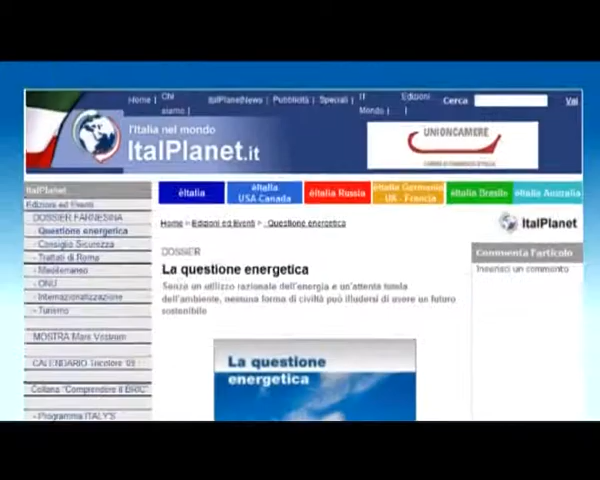 Home | Chi siamo | ItalPlanetNews | Pubblicità | Speciali | IT Mondo | Edizioni | Cerca Vai
l'Italia nel mondo
ItalPlanet.it
UNIONCAMERE
ItalPlanet
Edizioni ed Eventi
DOSSIER FARNESINA
- Questione energetica
- Consiglio Sicurezza
- Trattati di Roma
- Mediterraneo
- ONU
- Internazionalizzazione
- Turismo
MOSTRA Mare Nostrum
CALENDARIO Tricolore 09
Collana "Comprendere il BRIC"
- Programma ITALY'S
èItalia
èItalia USA Canada
èItalia Russia
èItalia Germania - UK - Francia
èItalia Brasile
èItalia Australia
Home > Edizioni ed Eventi > Questione energetica
ItalPlanet
DOSSIER
La questione energetica
Senza un utilizzo razionale dell'energia e un'attenta tutela
dell'ambiente, nessuna forma di civiltà può illudersi di avere un futuro
sostenibile
Commenta l'articolo
Inserisci un commento
La questione
energetica